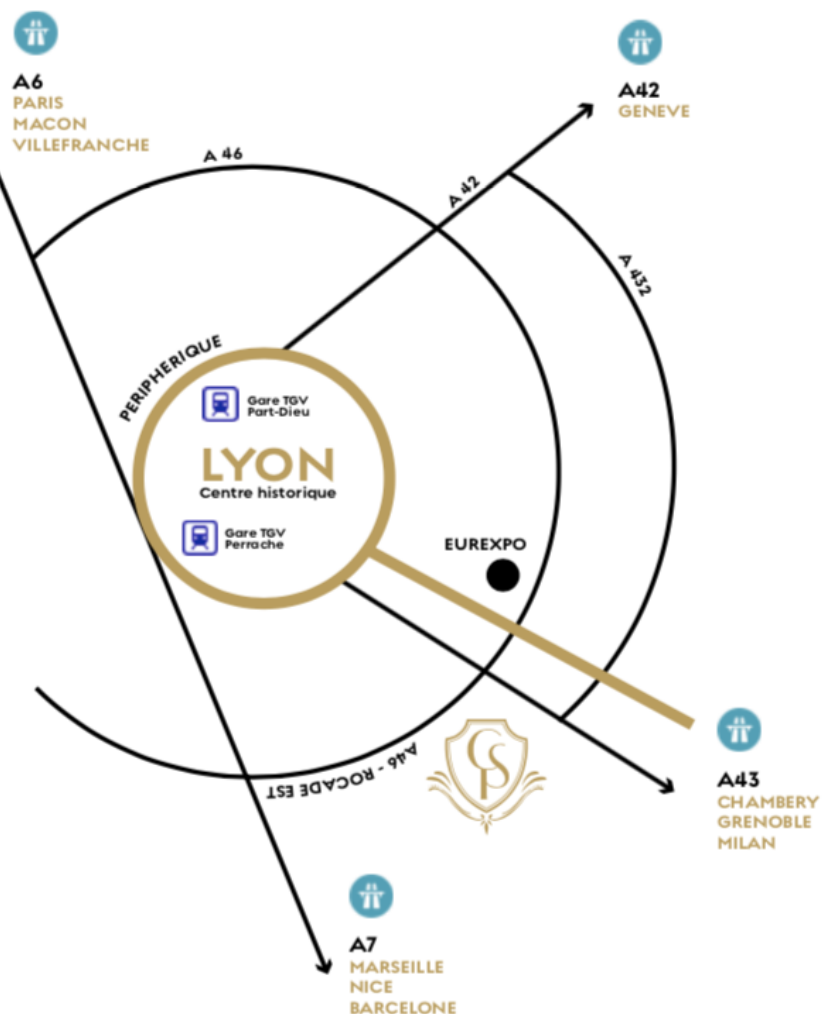 A6
PARIS
MACON
VILLEFRANCHE
A42
GENEVE
A 46
A 42
A 432
PERIPHERIQUE
Gare TGV
Part-Dieu
LYON
Centre historique
Gare TGV
Perrache
EUREXPO
A46 - ROCADE EST
CPS
A43
CHAMBERY
GRENOBLE
MILAN
A7
MARSEILLE
NICE
BARCELONE